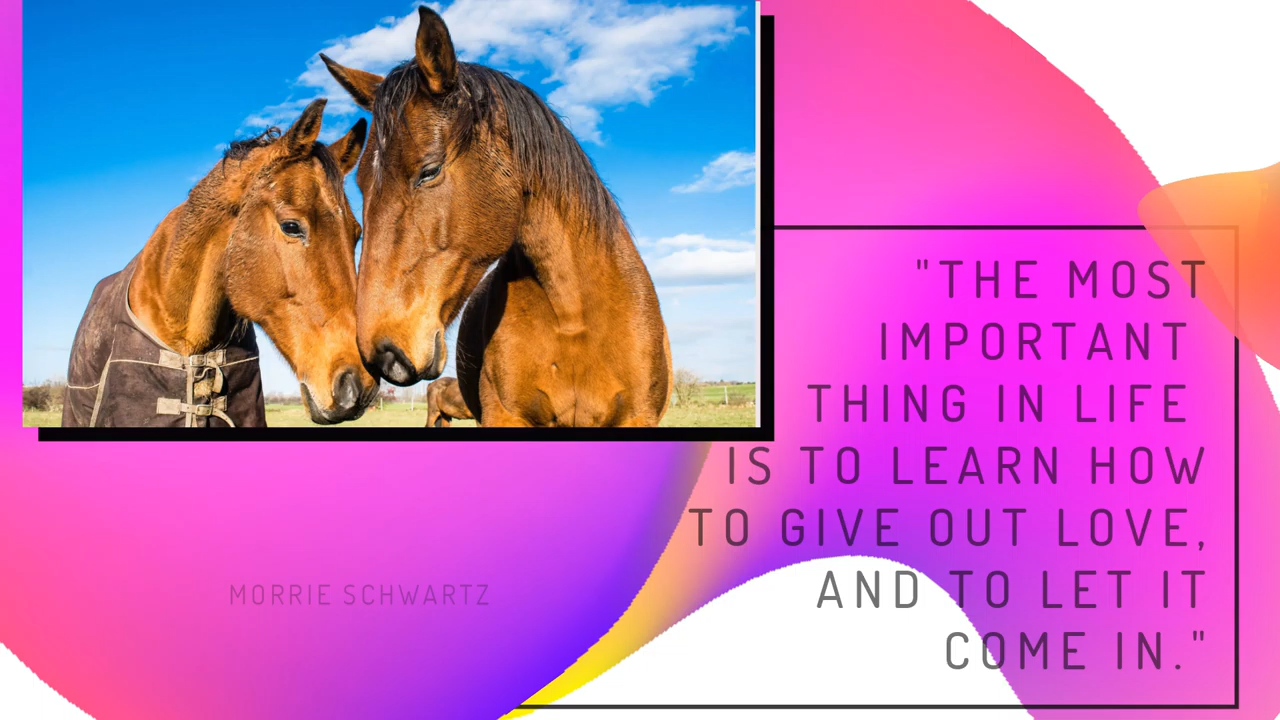 "THE MOST
IMPORTANT
THING IN LIFE
IS TO LEARN HOW
TO GIVE OUT LOVE,
AND TO LET IT
COME IN."
MORRIE SCHWARTZ